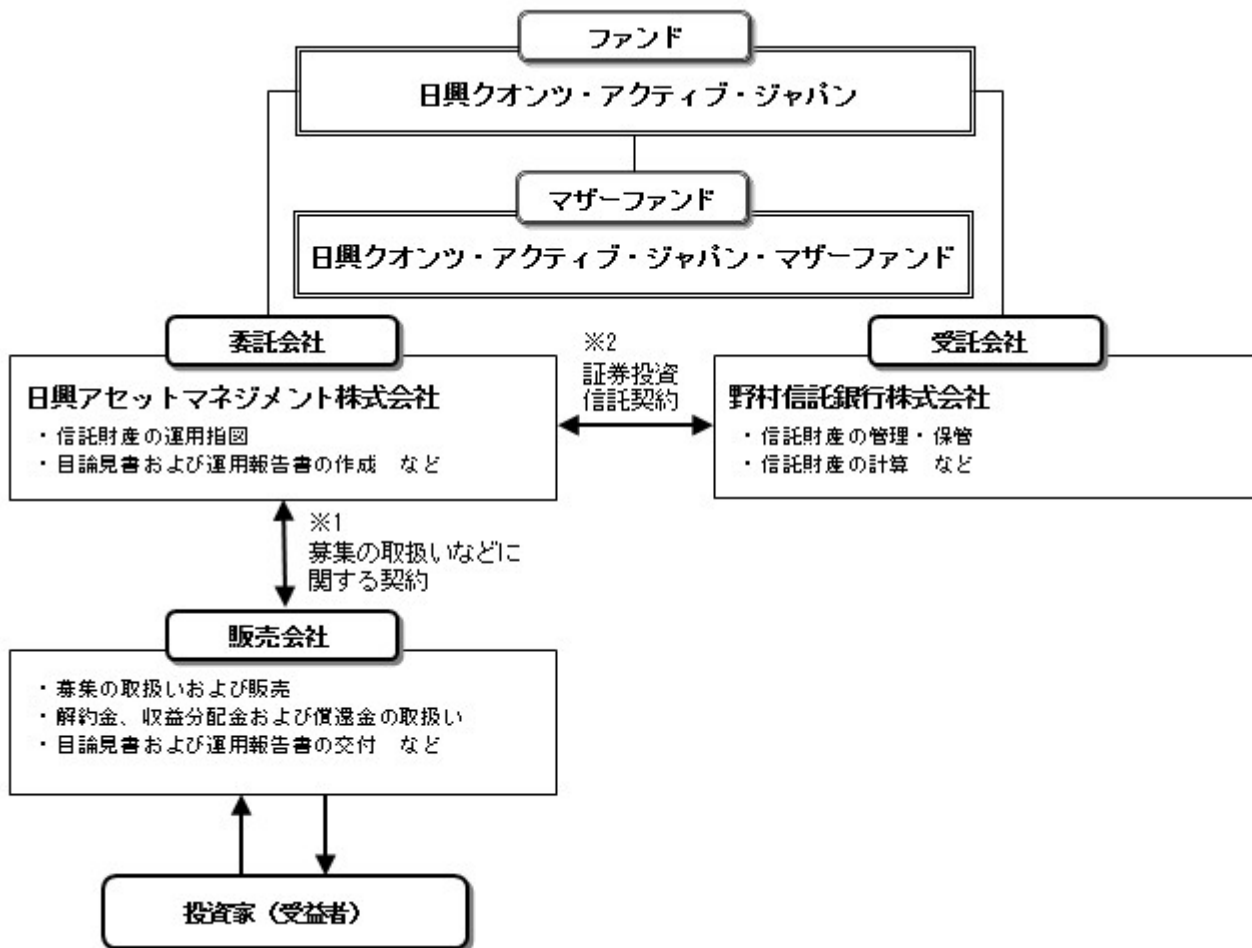 ファンド
日興クオンツ・アクティブ・ジャパン
マザーファンド
日興クオンツ・アクティブ・ジャパン・マザーファンド
委託会社
日興アセットマネジメント株式会社
・信託財産の運用指図
・目論見書および運用報告書の作成　など
※2
証券投資
信託契約
受託会社
野村信託銀行株式会社
・信託財産の管理・保管
・信託財産の計算　など
※1
募集の取扱いなどに
関する契約
販売会社
・募集の取扱いおよび販売
・解約金、収益分配金および償還金の取扱い
・目論見書および運用報告書の交付　など
投資家（受益者）